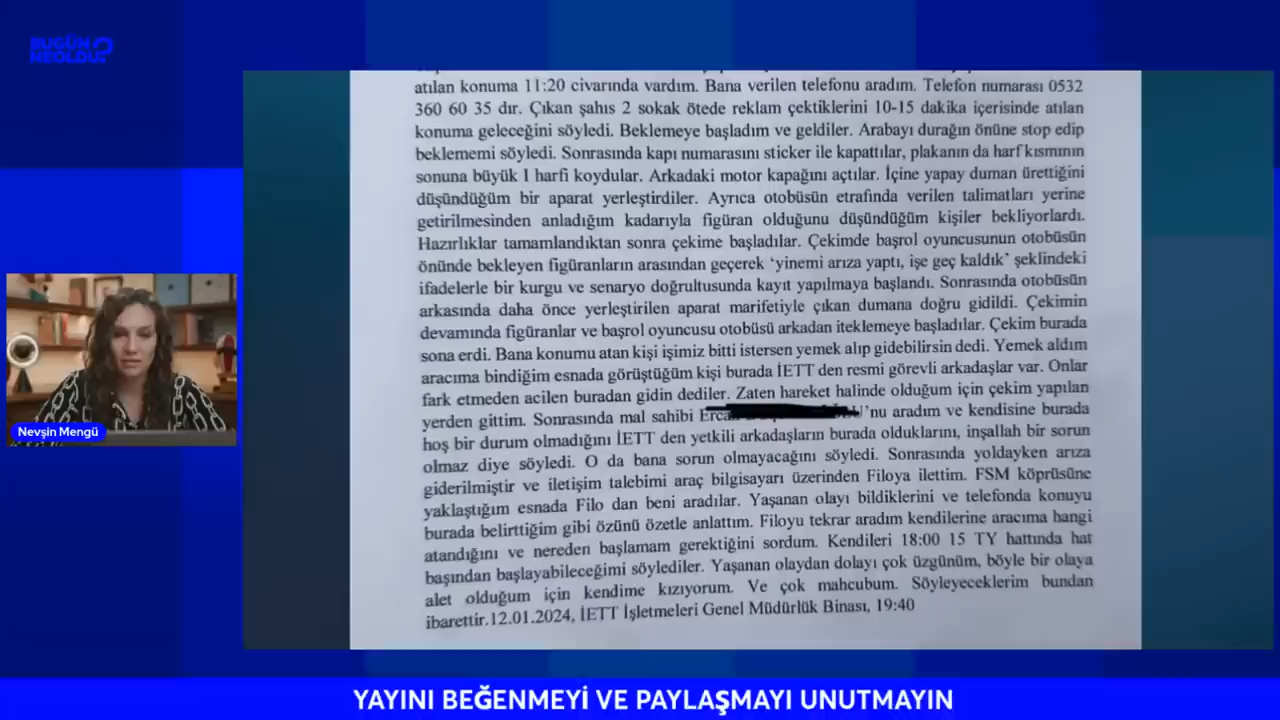 BUGÜN
NEOLDU?
atılan konuma 11:20 civarında vardım. Bana verilen telefonu aradım. Telefon numarası 0532
360 60 35 dır. Çıkan şahıs 2 sokak ötede reklam çektiklerini 10-15 dakika içerisinde atılan
konuma geleceğini söyledi. Beklemeye başladım ve geldiler. Arabayı durağın önüne stop edip
beklememi söyledi. Sonrasında kapı numarasını sticker ile kapattılar, plakanın da harf kısmının
sonuna büyük I harfi koydular. Arkadaki motor kapağını açtılar. İçine yapay duman ürettiğini
düşündüğüm bir aparat yerleştirdiler. Ayrıca otobüsün etrafında verilen talimatları yerine
getirilmesinden anladığım kadarıyla figüran olduğunu düşündüğüm kişiler bekliyorlardı.
Hazırlıklar tamamlandıktan sonra çekime başladılar. Çekimde başrol oyuncusunun otobüsün
önünde bekleyen figüranların arasından geçerek ‘yinemi arıza yaptı, işe geç kaldık’ şeklindeki
ifadelerle bir kurgu ve senaryo doğrultusunda kayıt yapılmaya başlandı. Sonrasında otobüsün
arkasında daha önce yerleştirilen aparat marifetiyle çıkan dumana doğru gidildi. Çekimin
devamında figüranlar ve başrol oyuncusu otobüsü arkadan iteklemeye başladılar. Çekim burada
sona erdi. Bana konumu atan kişi işimiz bitti istersen yemek alıp gidebilirsin dedi. Yemek aldım
aracıma bindiğim esnada görüştüğüm kişi burada İETT den resmi görevli arkadaşlar var. Onlar
fark etmeden acilen buradan gidin dediler. Zaten hareket halinde olduğum için çekim yapılan
yerden gittim. Sonrasında mal sahibi 'nu aradım ve kendisine burada
hoş bir durum olmadığını İETT den yetkili arkadaşların burada olduklarını, inşallah bir sorun
olmaz diye söyledi. O da bana sorun olmayacağını söyledi. Sonrasında yoldayken arıza
giderilmiştir ve iletişim talebimi araç bilgisayarı üzerinden Filoya ilettim. FSM köprüsüne
yaklaştığım esnada Filo dan beni aradılar. Yaşanan olayı bildiklerini ve telefonda konuyu
burada belirttiğim gibi özünü özetle anlattım. Filoyu tekrar aradım kendilerine aracıma hangi
atandığını ve nereden başlamam gerektiğini sordum. Kendileri 18:00 15 TY hattında hat
başından başlayabileceğimi söylediler. Yaşanan olaydan dolayı çok üzgünüm, böyle bir olaya
alet olduğum için kendime kızıyorum. Ve çok mahcubum. Söyleyeceklerim bundan
ibarettir.12.01.2024, İETT İşletmeleri Genel Müdürlük Binası, 19:40
Nevşin Mengü
YAYINI BEĞENMEYİ VE PAYLAŞMAYI UNUTMAYIN